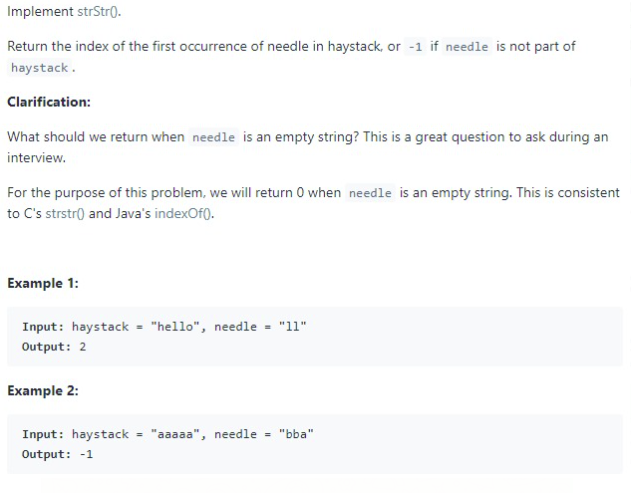 Implement strStr().
Return the index of the first occurrence of needle in haystack, or -1 if needle is not part of
haystack.
Clarification:
What should we return when needle is an empty string? This is a great question to ask during an
interview.
For the purpose of this problem, we will return 0 when needle is an empty string. This is consistent
to C's strstr() and Java's indexOf().
Example 1:
Input: haystack = "hello", needle = "ll"
Output: 2
Example 2:
Input: haystack = "aaaaa", needle = "bba"
Output: -1